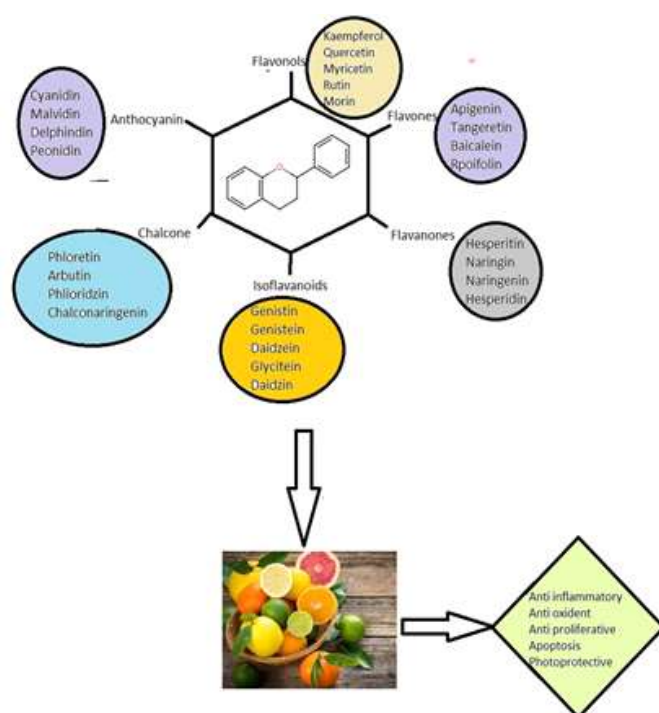 Flavonols
Kaempferol
Quercetin
Myricetin
Rutin
Morin
Anthocyanin
Cyanidin
Malvidin
Delphindin
Peonidin
Flavones
Apigenin
Tangeretin
Baicalein
Rpoifolin
Chalcone
Phloretin
Arbutin
Phlioridzin
Chalconaringenin
Flavanones
Hesperitin
Naringin
Naringenin
Hesperidin
Isoflavanoids
Genistin
Genistein
Daidzein
Glycitein
Daidzin
O
Anti inflammatory
Anti oxident
Anti proliferative
Apoptosis
Photoprotective